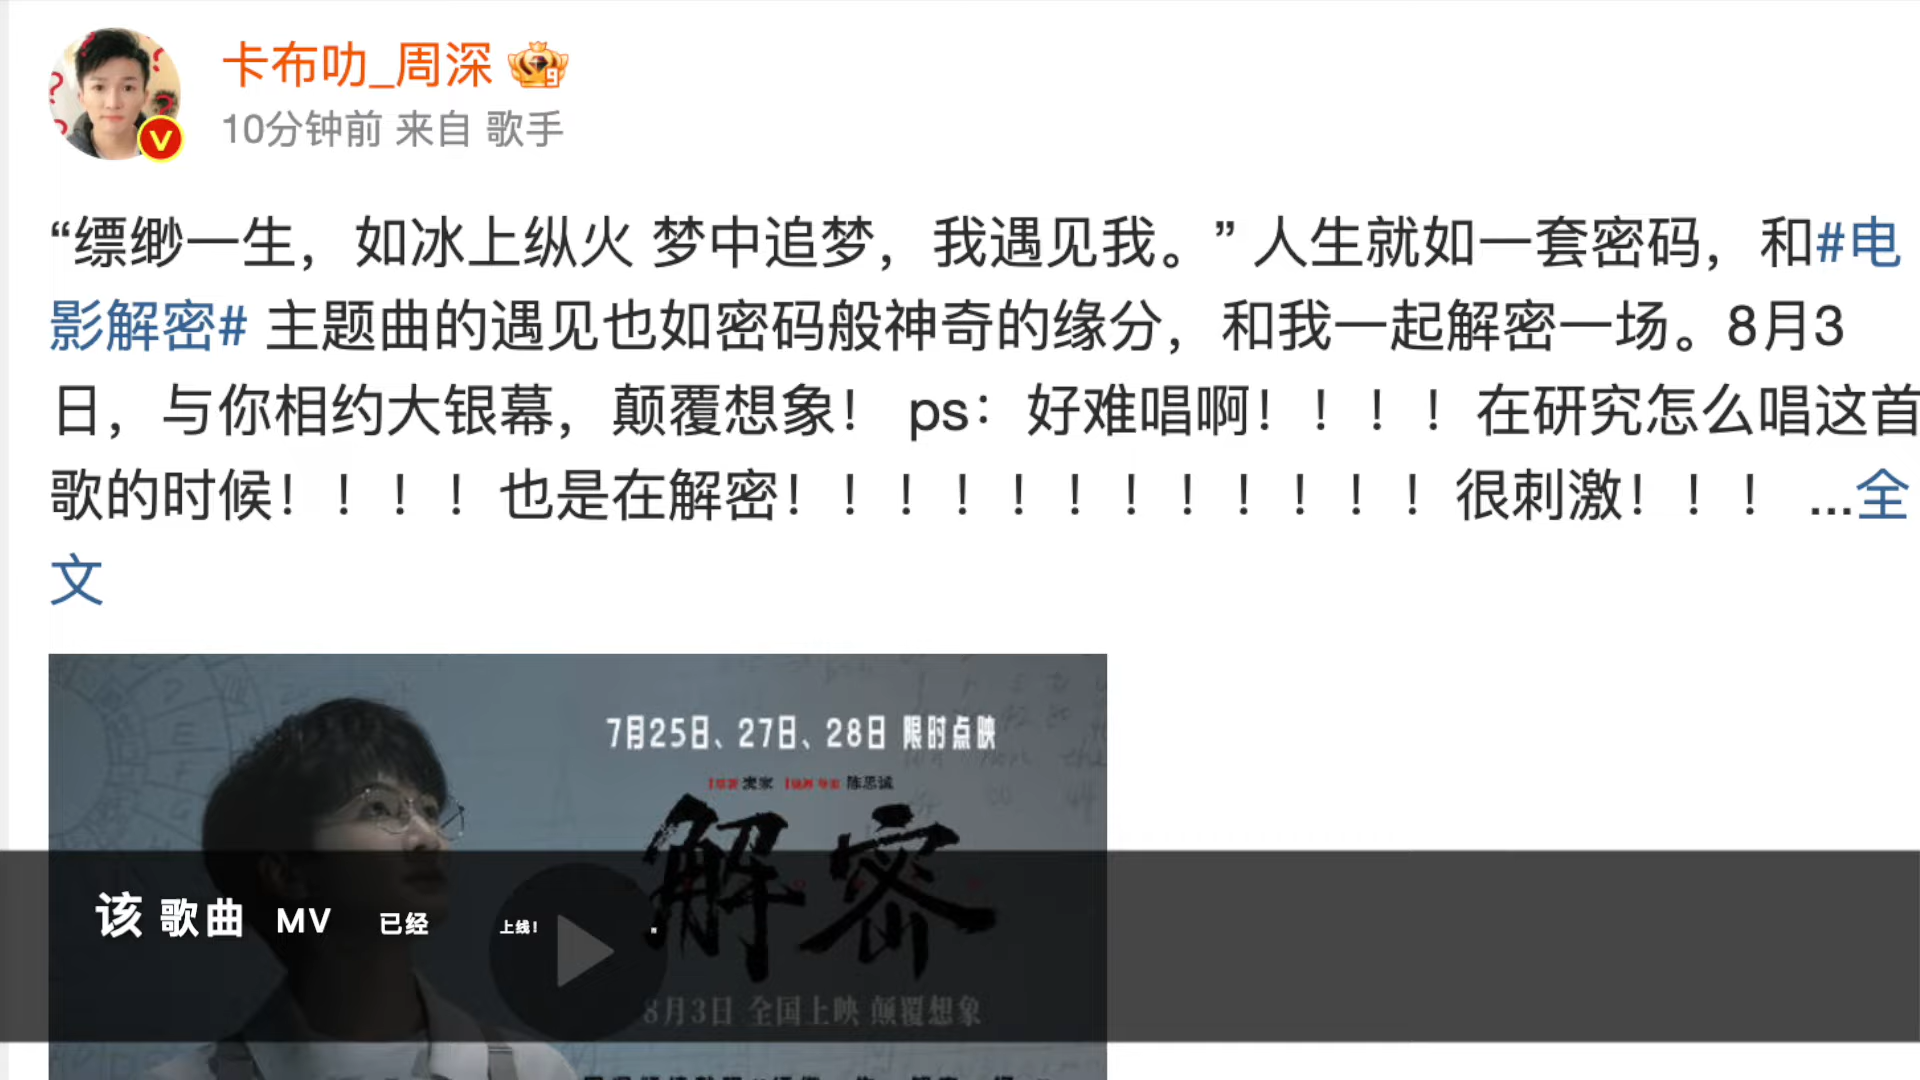 卡布叻_周深
10分钟前 来自 歌手
“缥缈一生，如冰上纵火 梦中追梦，我遇见我。” 人生就如一套密码，和#电
影解密# 主题曲的遇见也如密码般神奇的缘分，和我一起解密一场。8月3
日，与你相约大银幕，颠覆想象！ ps：好难唱啊！！！！在研究怎么唱这首
歌的时候！！！！也是在解密！！！！！！！！！！！！很刺激！！！ ...全
文
7月25日、27日、28日 限时点映
麦家 陈思诚
解密
该 歌曲 MV 已经 上线！
8月3日 全国上映 颠覆想象